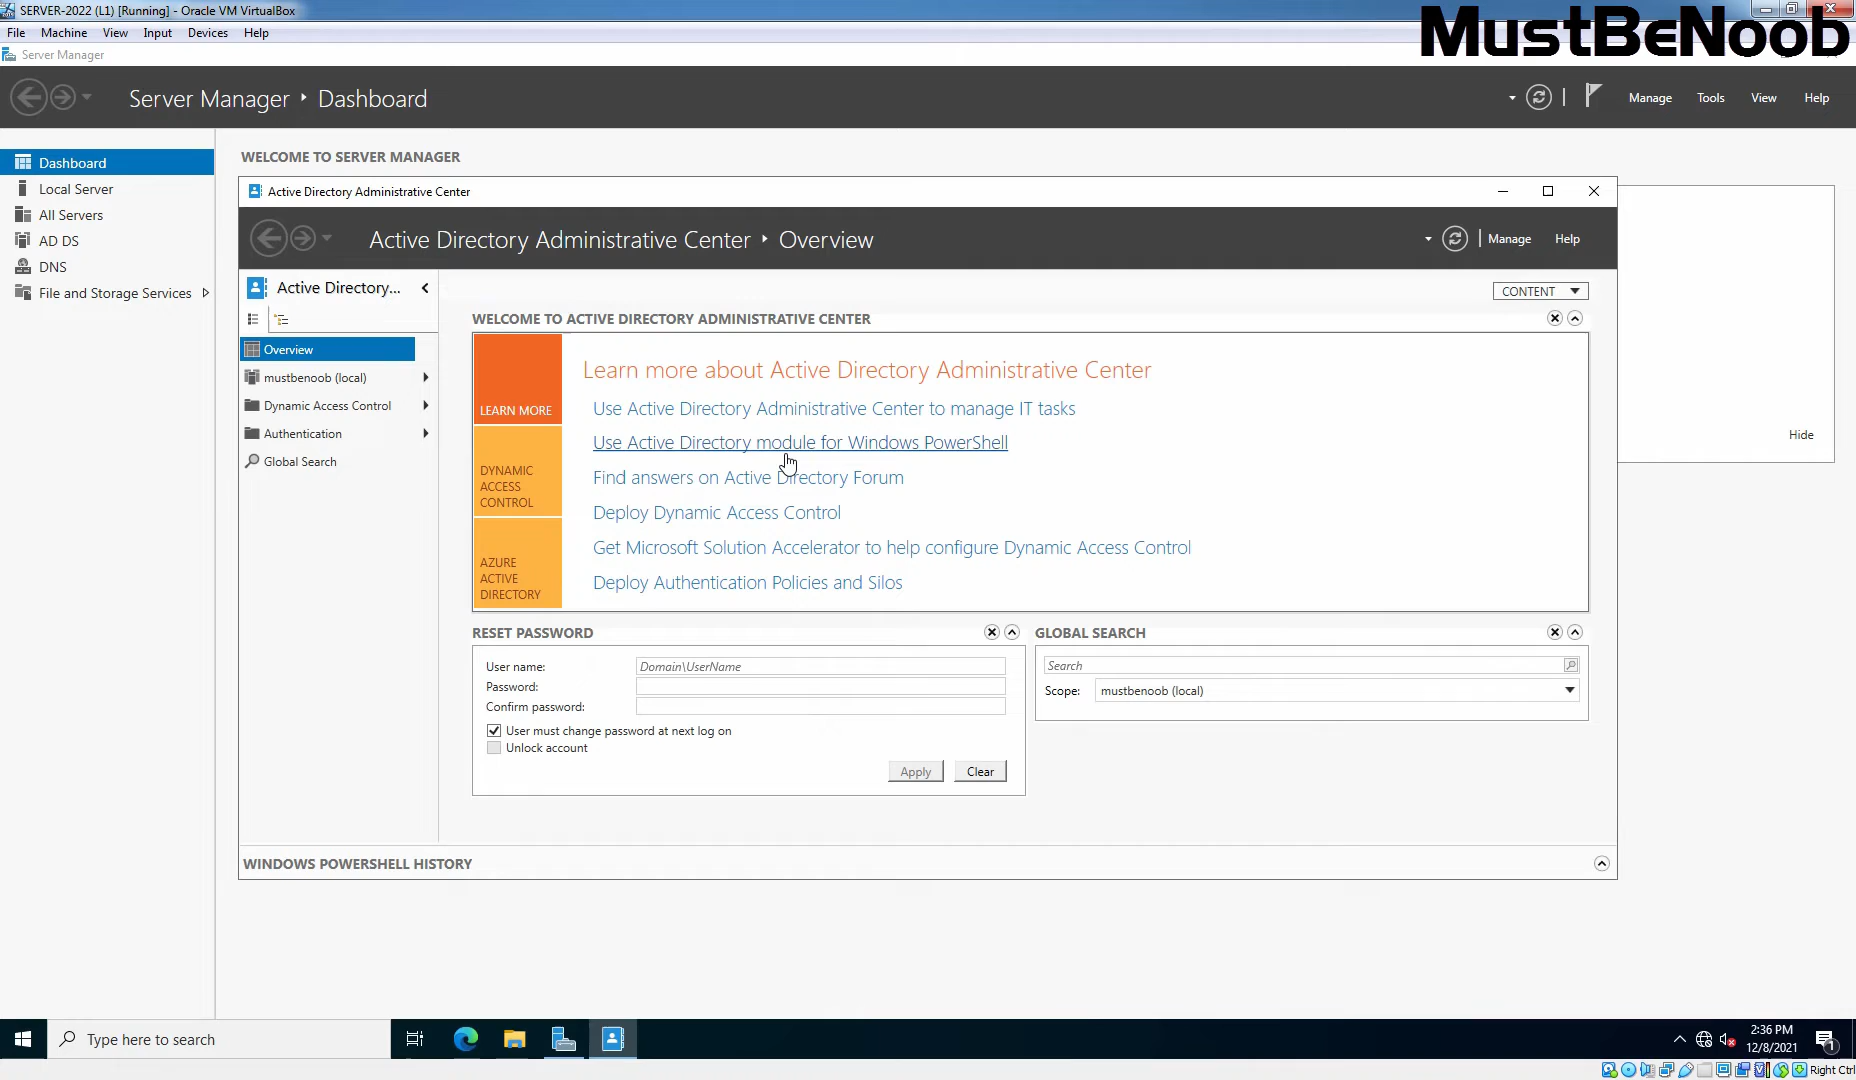 SERVER-2022 (L1) [Running] - Oracle VM VirtualBox
MustBeNoob
File Machine View Input Devices Help
Server Manager
Server Manager Dashboard
Manage Tools View Help
Dashboard
Local Server
All Servers
AD DS
DNS
File and Storage Services
WELCOME TO SERVER MANAGER
Active Directory Administrative Center
Active Directory Administrative Center Overview
Manage Help
Active Directory...
CONTENT
Overview
mustbenoob (local)
Dynamic Access Control
Authentication
Global Search
WELCOME TO ACTIVE DIRECTORY ADMINISTRATIVE CENTER
LEARN MORE
DYNAMIC
ACCESS
CONTROL
AZURE
ACTIVE
DIRECTORY
Learn more about Active Directory Administrative Center
Use Active Directory Administrative Center to manage IT tasks
Use Active Directory module for Windows PowerShell
Find answers on Active Directory Forum
Deploy Dynamic Access Control
Get Microsoft Solution Accelerator to help configure Dynamic Access Control
Deploy Authentication Policies and Silos
Hide
RESET PASSWORD
User name: Domain\UserName
Password:
Confirm password:
User must change password at next log on
Unlock account
Apply Clear
GLOBAL SEARCH
Search
Scope: mustbenoob (local)
WINDOWS POWERSHELL HISTORY
Type here to search
2:36 PM
12/8/2021
1
Right Ctrl